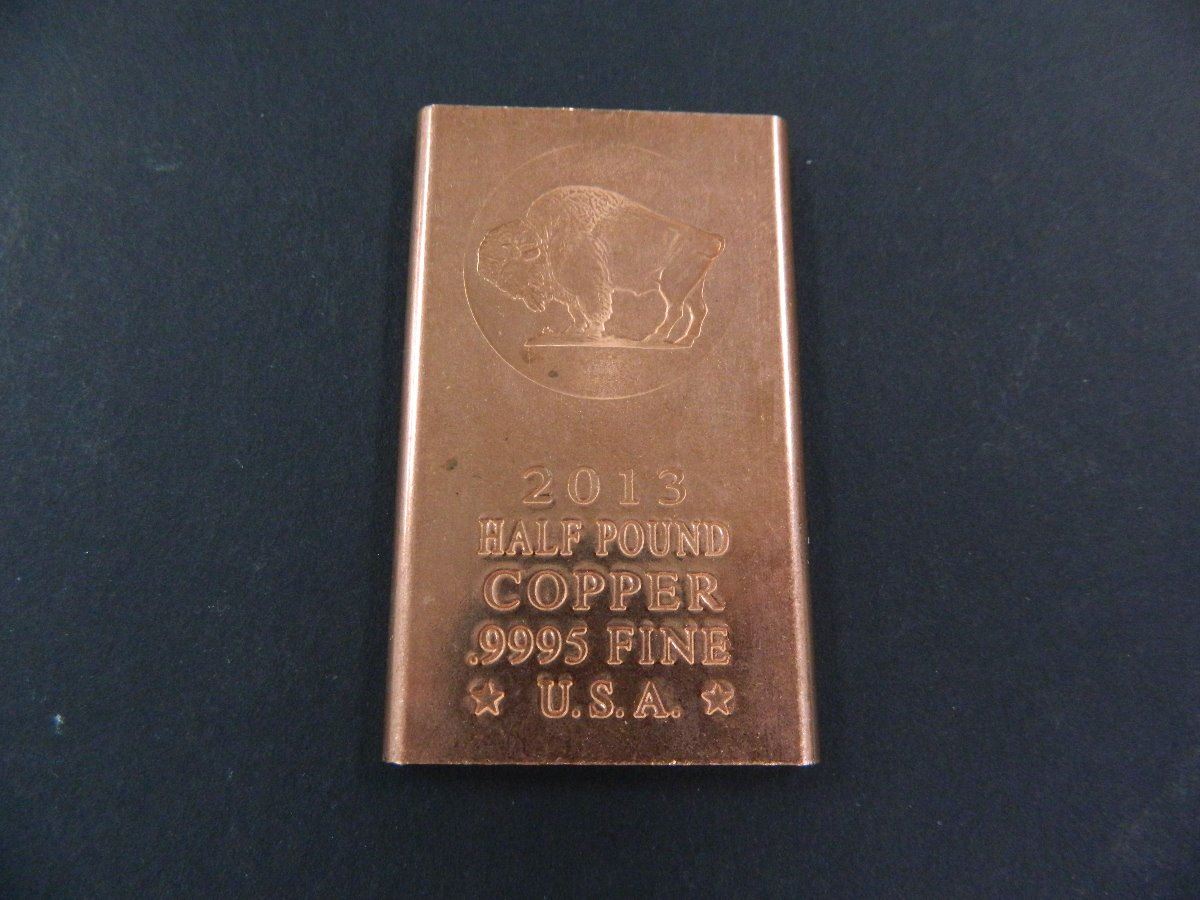 2013
HALF POUND
COPPER
.9995 FINE
★ U.S.A. ★